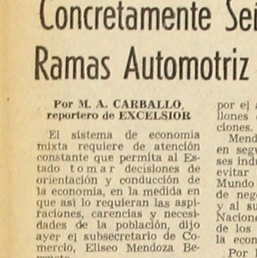 Concretamente Señ
Ramas Automotriz
Por M. A. CARBALLO,
reportero de EXCELSIOR
El sistema de economía
mixta requiere de atención
constante que permita al Es-
tado tomar decisiones de
orientación y conducción de
la economía, en la medida en
que así lo requieran las aspi-
raciones, carencias y necesi-
dades de la población, dijo
ayer el subsecretario de Co-
mercio, Eliseo Mendoza Be-
por el a
llones
ciones.
Mend
en segu
ses indu
evitar
Mundo
de nego
y al su
Nacione
de los
la econ
Por l